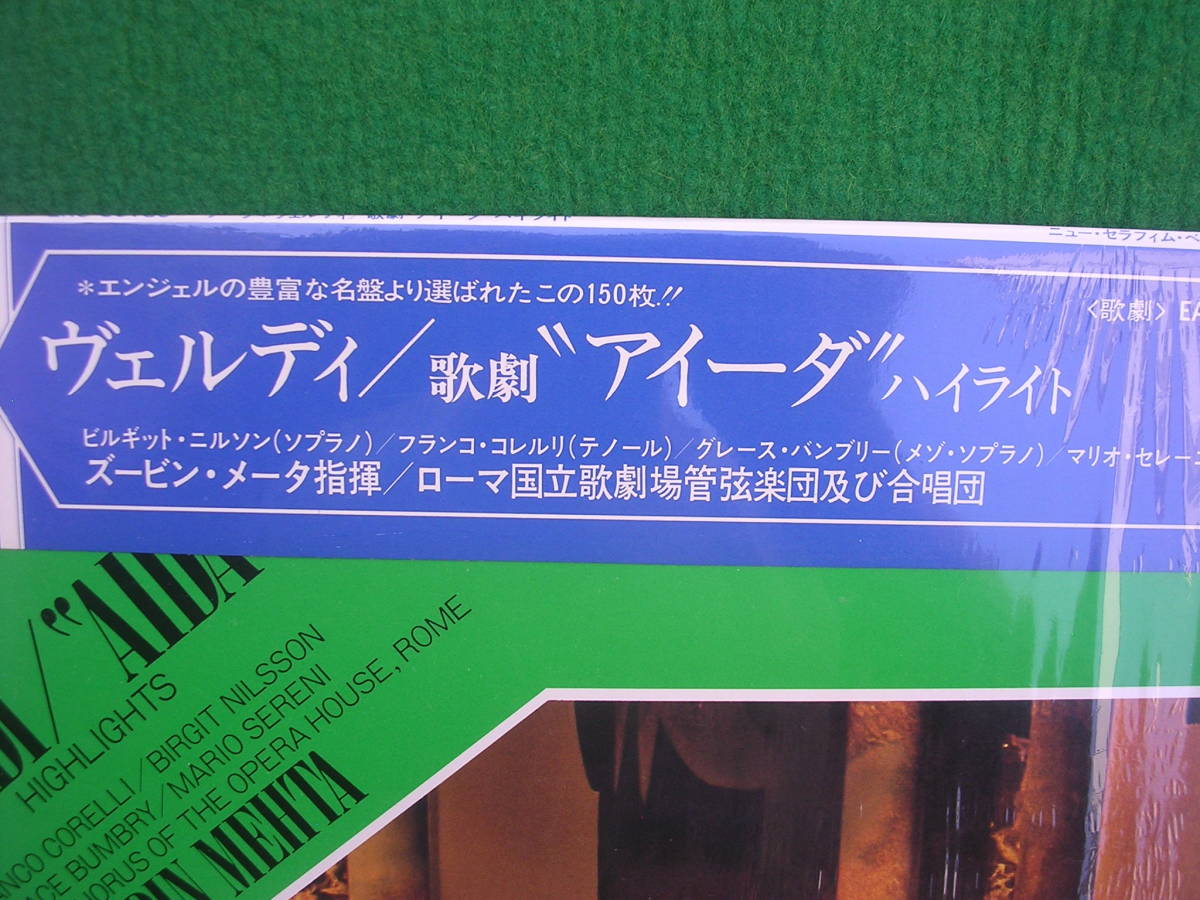 ニュー・セラフィム・ベ
*エンジェルの豊富な名盤より選ばれたこの150枚!!
〈歌劇〉 EA
ヴェルディ/歌劇〝アイーダ〟ハイライト
ビルギット・ニルソン(ソプラノ)/フランコ・コレルリ(テノール)/グレース・バンブリー(メゾ・ソプラノ)/マリオ・セレーニ
ズービン・メータ指揮/ローマ国立歌劇場管弦楽団及び合唱団
DI/“AIDA
HIGHLIGHTS
ANCO CORELLI/BIRGIT NILSSON
ACE BUMBRY/MARIO SERENI
HORUS OF THE OPERA HOUSE, ROME
BIN MEHTA